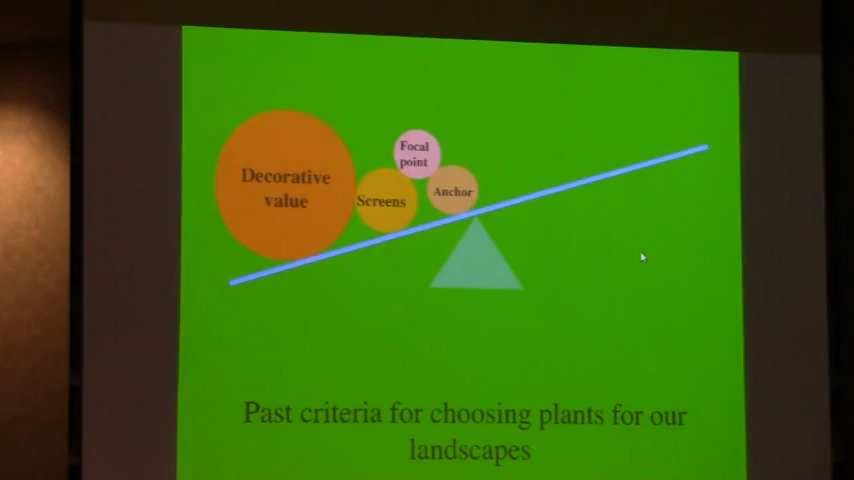 Focal
point
Decorative
value
Screens
Anchor
Past criteria for choosing plants for our
landscapes